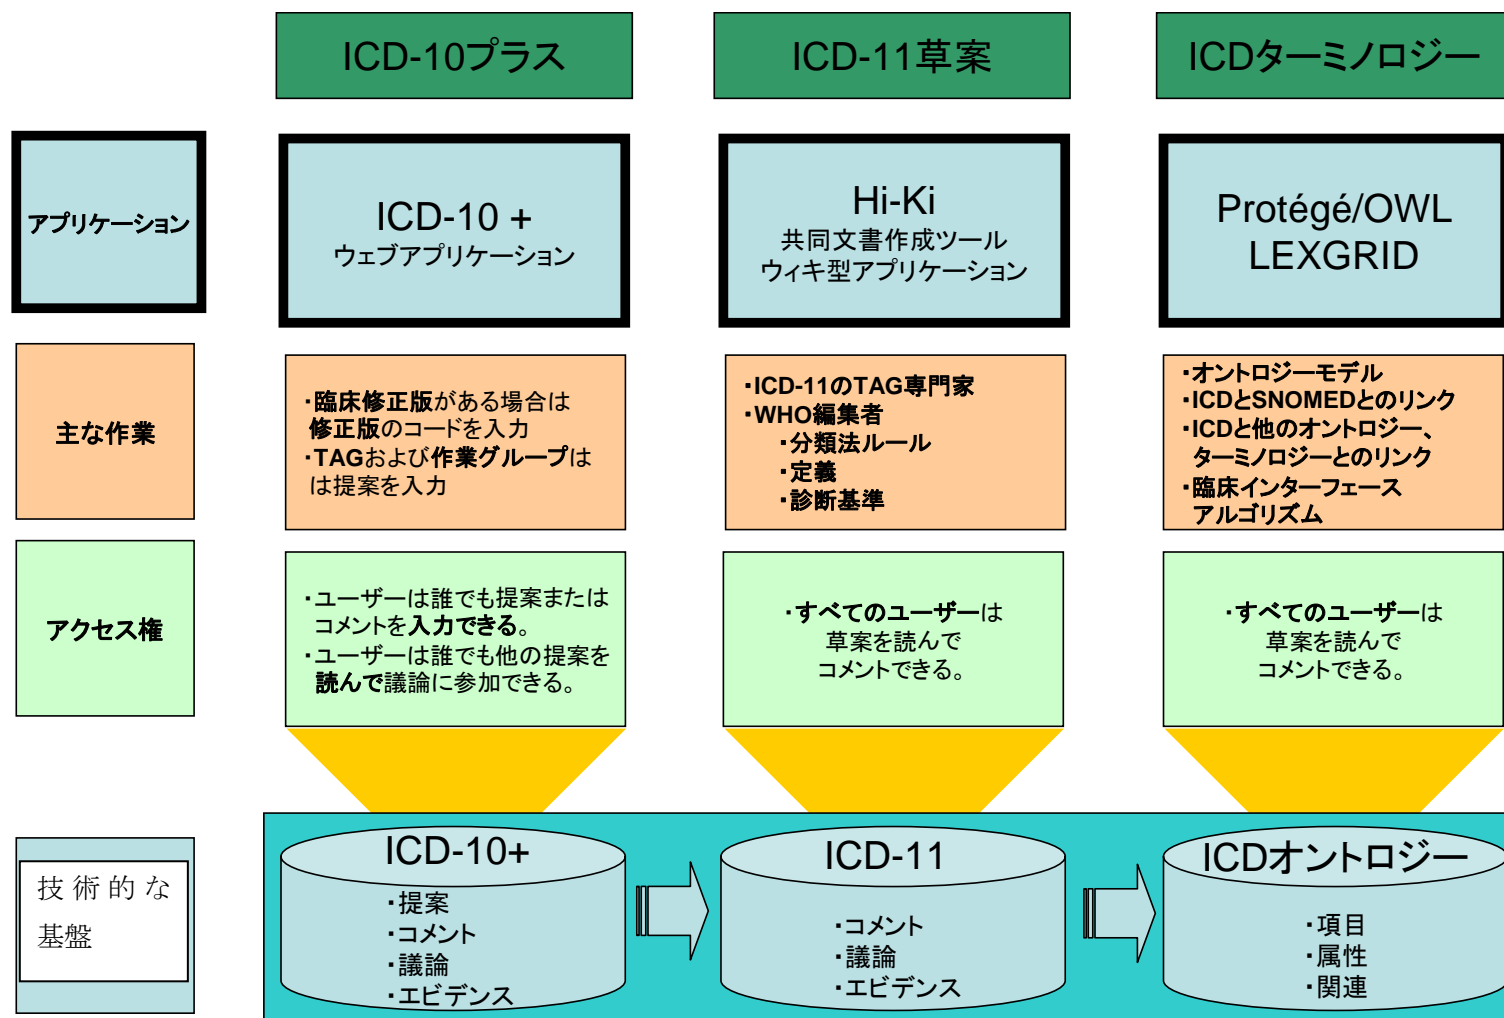 ICD-10プラス
ICD-11草案
ICDターミノロジー
アプリケーション
ICD-10 +
ウェブアプリケーション
Hi-Ki
共同文書作成ツール
ウィキ型アプリケーション
Protégé/OWL
LEXGRID
主な作業
・臨床修正版がある場合は
修正版のコードを入力
・TAGおよび作業グループは
は提案を入力
・ICD-11のTAG専門家
・WHO編集者
・分類法ルール
・定義
・診断基準
・オントロジーモデル
・ICDとSNOMEDとのリンク
・ICDと他のオントロジー、
ターミノロジーとのリンク
・臨床インターフェース
アルゴリズム
アクセス権
・ユーザーは誰でも提案または
コメントを入力できる。
・ユーザーは誰でも他の提案を
読んで議論に参加できる。
・すべてのユーザーは
草案を読んで
コメントできる。
・すべてのユーザーは
草案を読んで
コメントできる。
技術的な
基盤
ICD-10+
・提案
・コメント
・議論
・エビデンス
ICD-11
・コメント
・議論
・エビデンス
ICDオントロジー
・項目
・属性
・関連